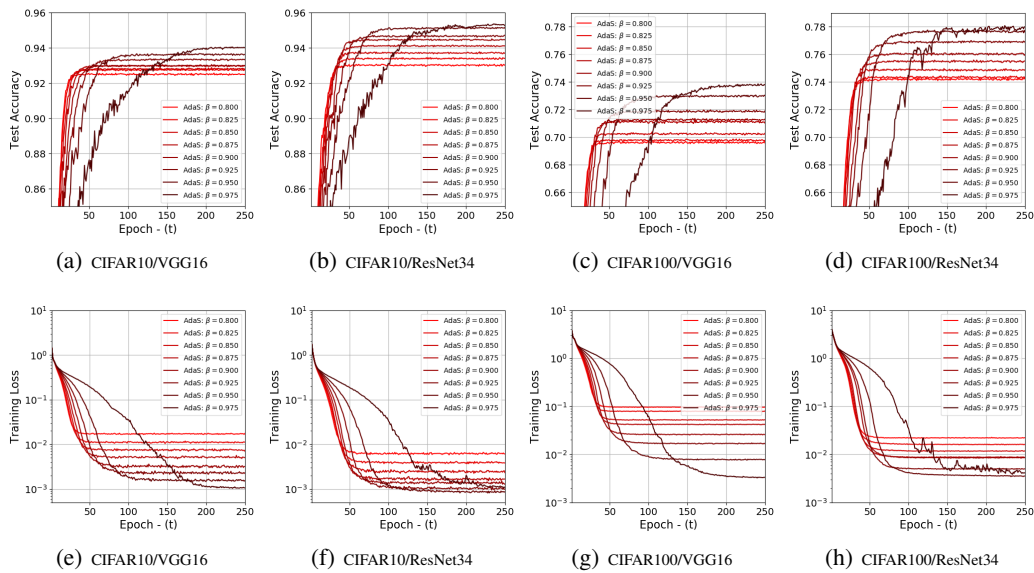 0.96
0.94
0.92
0.90
0.88
0.86
Test Accuracy
AdaS: β = 0.800
AdaS: β = 0.825
AdaS: β = 0.850
AdaS: β = 0.875
AdaS: β = 0.900
AdaS: β = 0.925
AdaS: β = 0.950
AdaS: β = 0.975
50 100 150 200 250
Epoch - (t)
(a) CIFAR10/VGG16
0.96
0.94
0.92
0.90
0.88
0.86
Test Accuracy
AdaS: β = 0.800
AdaS: β = 0.825
AdaS: β = 0.850
AdaS: β = 0.875
AdaS: β = 0.900
AdaS: β = 0.925
AdaS: β = 0.950
AdaS: β = 0.975
50 100 150 200 250
Epoch - (t)
(b) CIFAR10/ResNet34
0.80
0.78
0.76
0.74
0.72
0.70
0.68
0.66
Test Accuracy
AdaS: β = 0.800
AdaS: β = 0.825
AdaS: β = 0.850
AdaS: β = 0.875
AdaS: β = 0.900
AdaS: β = 0.925
AdaS: β = 0.950
AdaS: β = 0.975
50 100 150 200 250
Epoch - (t)
(c) CIFAR100/VGG16
0.80
0.78
0.76
0.74
0.72
0.70
0.68
0.66
Test Accuracy
AdaS: β = 0.800
AdaS: β = 0.825
AdaS: β = 0.850
AdaS: β = 0.875
AdaS: β = 0.900
AdaS: β = 0.925
AdaS: β = 0.950
AdaS: β = 0.975
50 100 150 200 250
Epoch - (t)
(d) CIFAR100/ResNet34
10¹
10⁰
10⁻¹
10⁻²
10⁻³
Training Loss
AdaS: β = 0.800
AdaS: β = 0.825
AdaS: β = 0.850
AdaS: β = 0.875
AdaS: β = 0.900
AdaS: β = 0.925
AdaS: β = 0.950
AdaS: β = 0.975
50 100 150 200 250
Epoch - (t)
(e) CIFAR10/VGG16
10¹
10⁰
10⁻¹
10⁻²
10⁻³
Training Loss
AdaS: β = 0.800
AdaS: β = 0.825
AdaS: β = 0.850
AdaS: β = 0.875
AdaS: β = 0.900
AdaS: β = 0.925
AdaS: β = 0.950
AdaS: β = 0.975
50 100 150 200 250
Epoch - (t)
(f) CIFAR10/ResNet34
10¹
10⁰
10⁻¹
10⁻²
10⁻³
Training Loss
AdaS: β = 0.800
AdaS: β = 0.825
AdaS: β = 0.850
AdaS: β = 0.875
AdaS: β = 0.900
AdaS: β = 0.925
AdaS: β = 0.950
AdaS: β = 0.975
50 100 150 200 250
Epoch - (t)
(g) CIFAR100/VGG16
10¹
10⁰
10⁻¹
10⁻²
10⁻³
Training Loss
AdaS: β = 0.800
AdaS: β = 0.825
AdaS: β = 0.850
AdaS: β = 0.875
AdaS: β = 0.900
AdaS: β = 0.925
AdaS: β = 0.950
AdaS: β = 0.975
50 100 150 200 250
Epoch - (t)
(h) CIFAR100/ResNet34